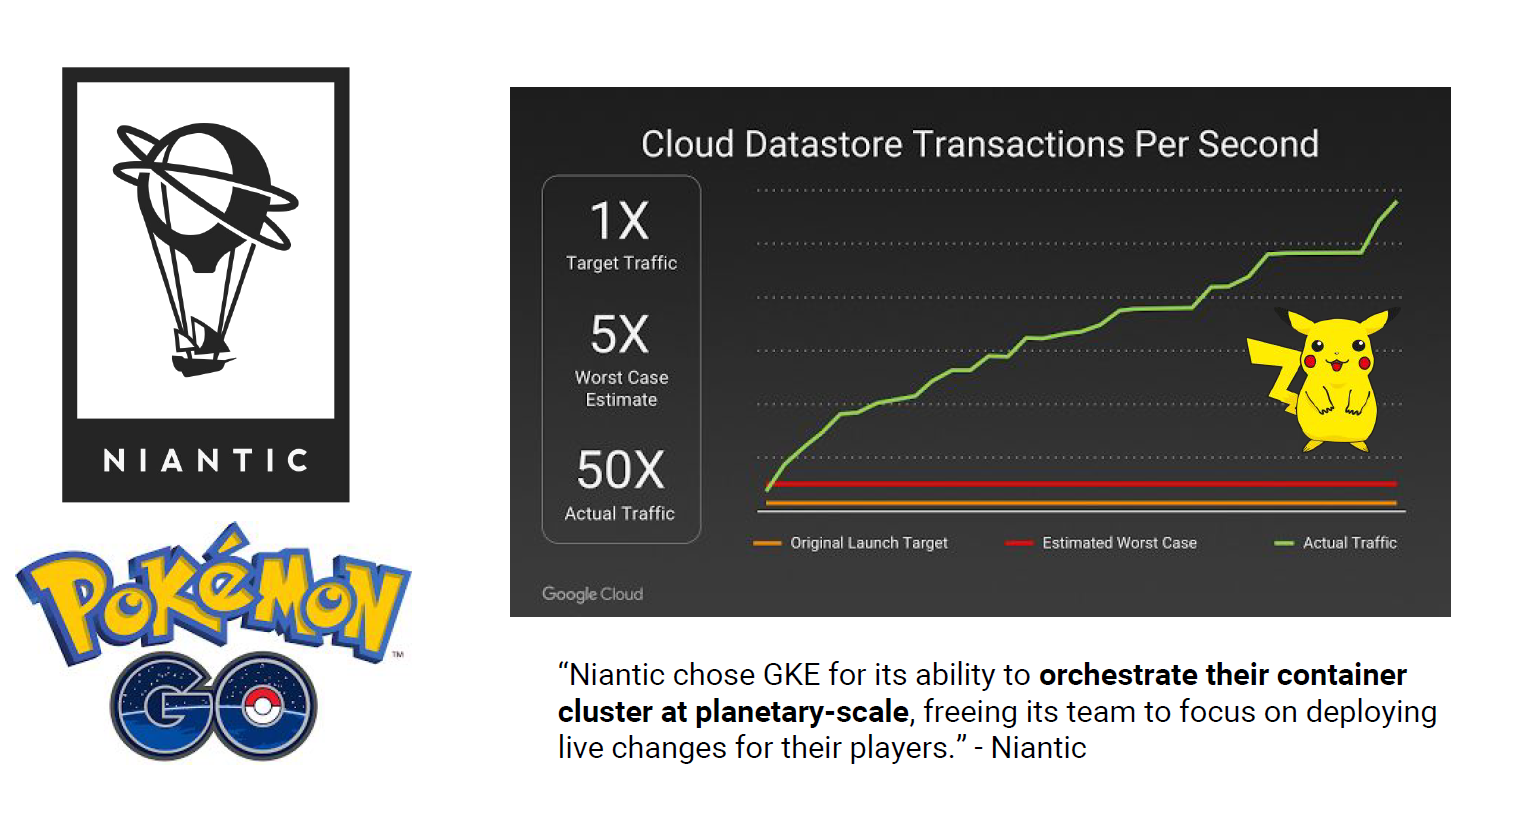 NIANTIC
POKéMON
™
GO
Cloud Datastore Transactions Per Second
1X
Target Traffic
5X
Worst Case
Estimate
50X
Actual Traffic
Original Launch Target
Estimated Worst Case
Actual Traffic
Google Cloud
“Niantic chose GKE for its ability to orchestrate their container
cluster at planetary-scale, freeing its team to focus on deploying
live changes for their players.” - Niantic